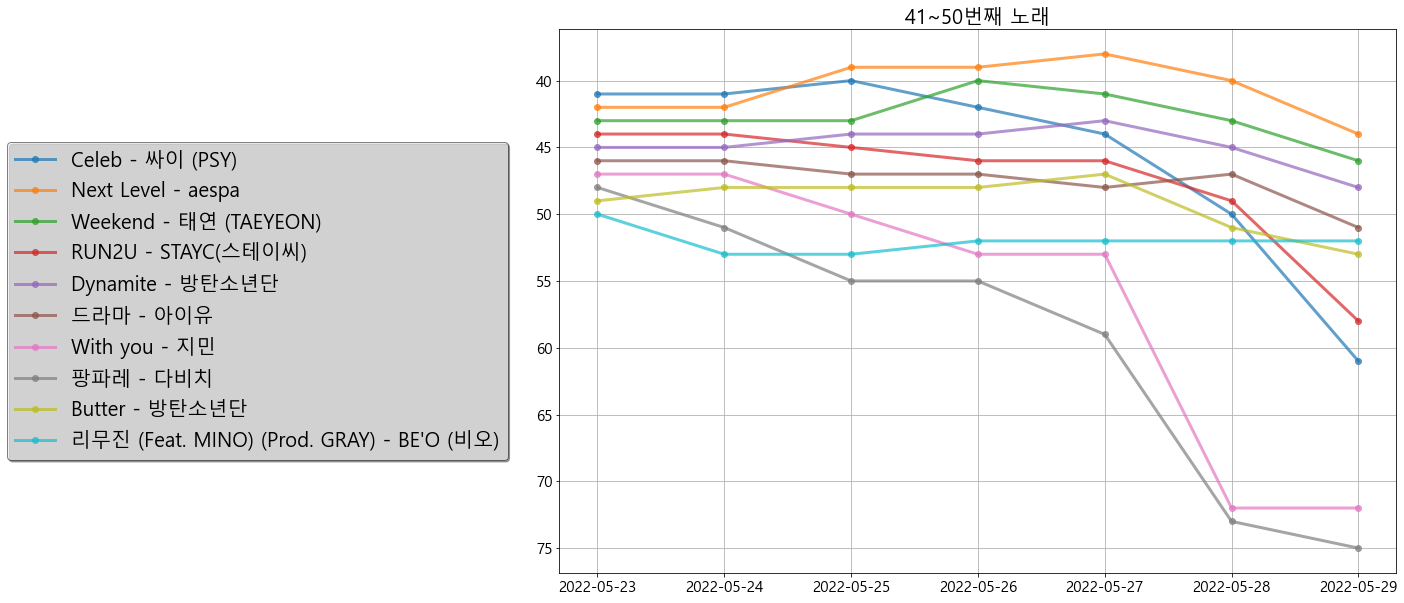 41~50번째 노래
Celeb - 싸이 (PSY)
Next Level - aespa
Weekend - 태연 (TAEYEON)
RUN2U - STAYC(스테이씨)
Dynamite - 방탄소년단
드라마 - 아이유
With you - 지민
팡파레 - 다비치
Butter - 방탄소년단
리무진 (Feat. MINO) (Prod. GRAY) - BE'O (비오)
40
45
50
55
60
65
70
75
2022-05-23 2022-05-24 2022-05-25 2022-05-26 2022-05-27 2022-05-28 2022-05-29